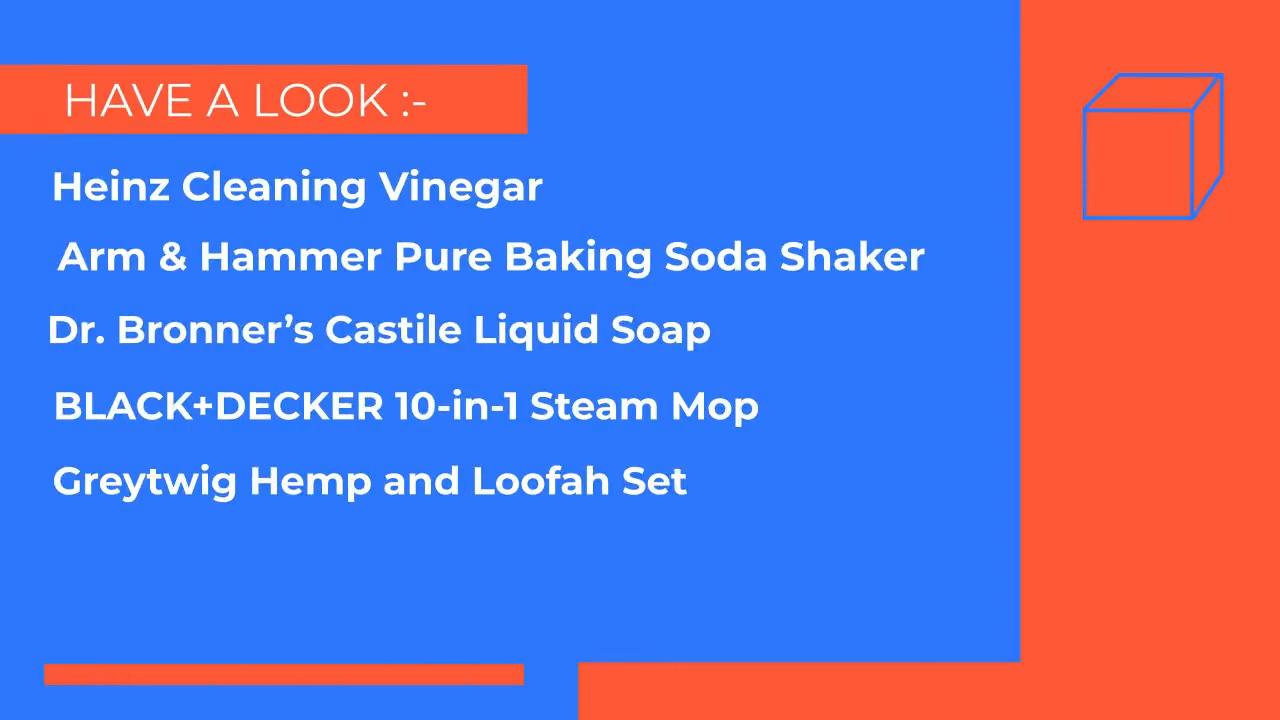 HAVE A LOOK :-
Heinz Cleaning Vinegar
Arm & Hammer Pure Baking Soda Shaker
Dr. Bronner’s Castile Liquid Soap
BLACK+DECKER 10-in-1 Steam Mop
Greytwig Hemp and Loofah Set